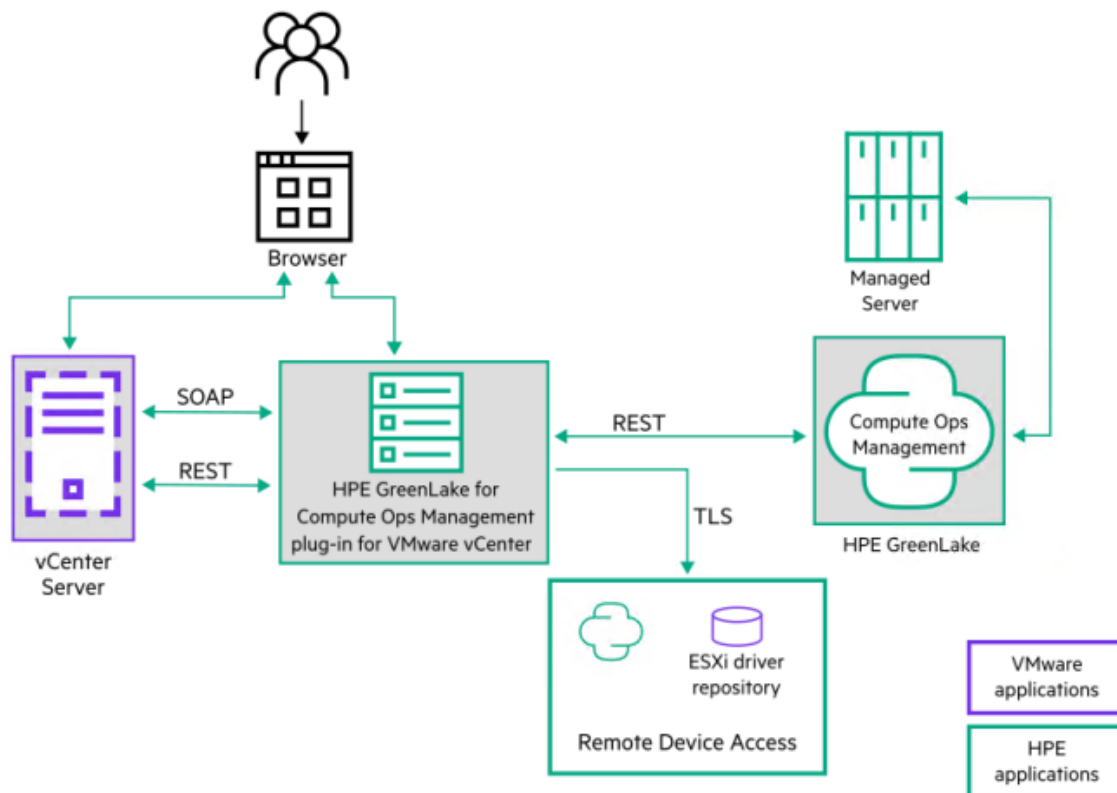 Browser
Managed
Server
SOAP
REST
HPE GreenLake for
Compute Ops Management
plug-in for VMware vCenter
REST
Compute Ops
Management
HPE GreenLake
vCenter
Server
TLS
ESXi driver
repository
Remote Device Access
VMware
applications
HPE
applications